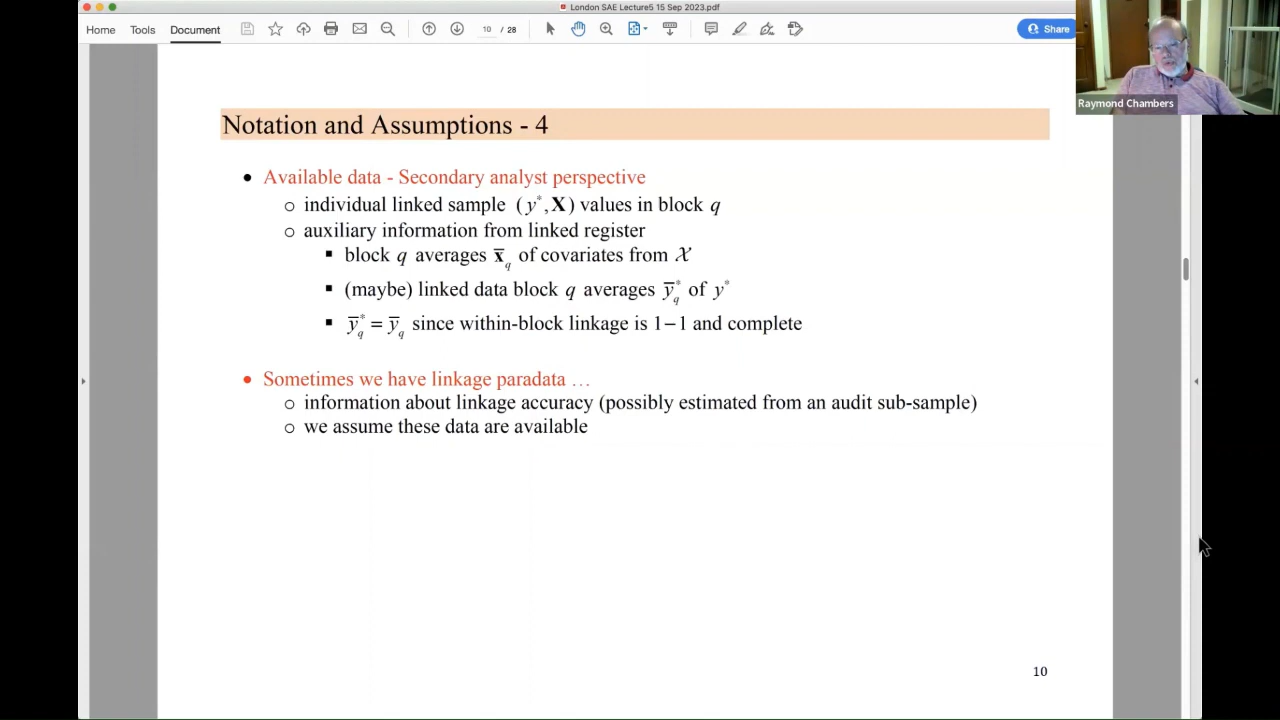 London SAE Lecture5 15 Sep 2023.pdf
Home Tools Document 10 / 28 Share
Raymond Chambers
Notation and Assumptions - 4
• Available data - Secondary analyst perspective
o individual linked sample (y*, X) values in block q
o auxiliary information from linked register
▪ block q averages x̄_q of covariates from 𝒳
▪ (maybe) linked data block q averages ȳ*_q of y*
▪ ȳ*_q = ȳ_q since within-block linkage is 1−1 and complete
• Sometimes we have linkage paradata …
o information about linkage accuracy (possibly estimated from an audit sub-sample)
o we assume these data are available
10